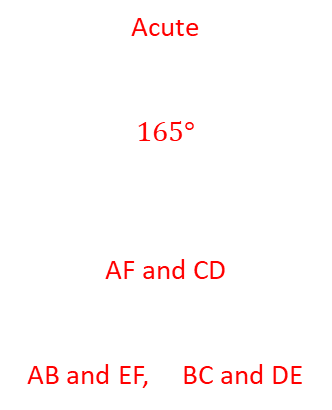 Acute
165°
AF and CD
AB and EF, BC and DE